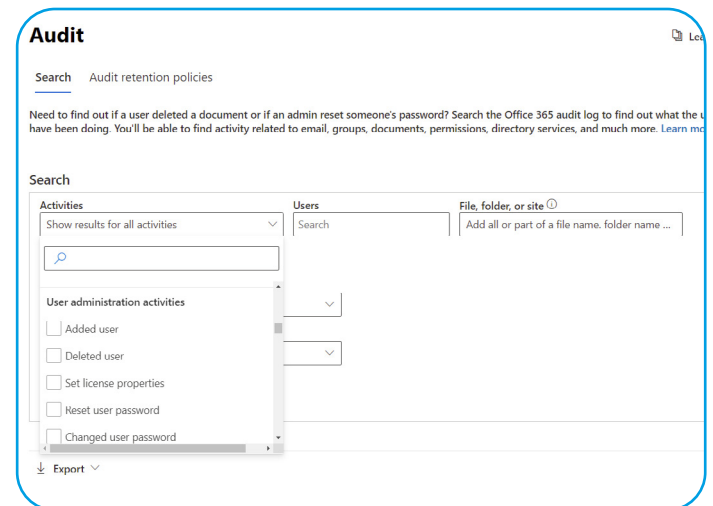 Audit
Lea
Search Audit retention policies
Need to find out if a user deleted a document or if an admin reset someone's password? Search the Office 365 audit log to find out what the u
have been doing. You'll be able to find activity related to email, groups, documents, permissions, directory services, and much more. Learn mo
Search
Activities Users File, folder, or site
Show results for all activities Search Add all or part of a file name. folder name ...
User administration activities
Added user
Deleted user
Set license properties
Reset user password
Changed user password
Export